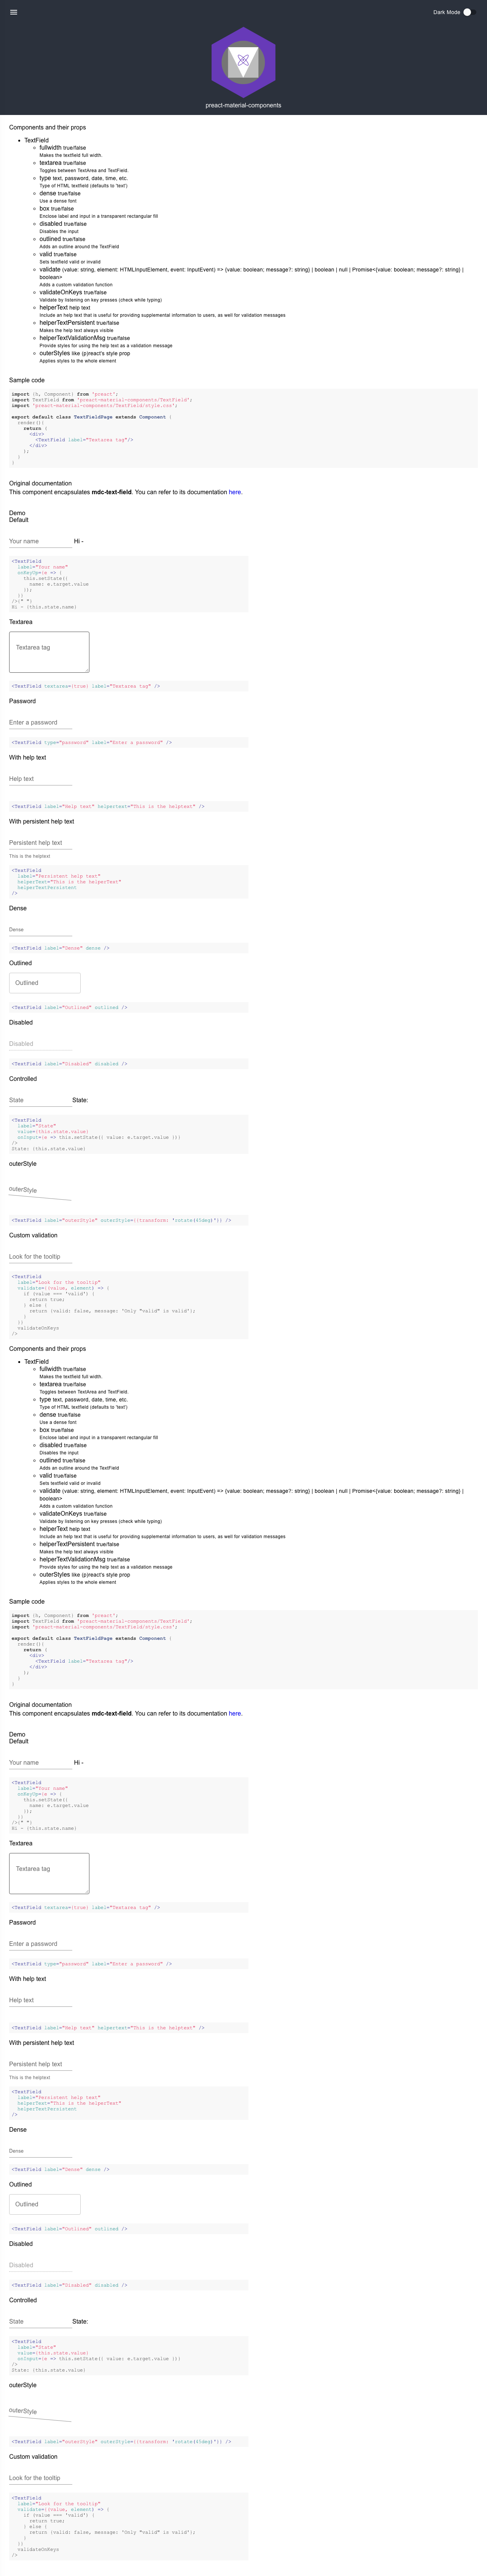 Dark Mode
preact-material-components
Components and their props
TextField
fullwidth true/false
Makes the textfield full width.
textarea true/false
Toggles between TextArea and TextField.
type text, password, date, time, etc.
Type of HTML textfield (defaults to 'text')
dense true/false
Use a dense font
box true/false
Enclose label and input in a transparent rectangular fill
disabled true/false
Disables the input
outlined true/false
Adds an outline around the TextField
valid true/false
Sets textfield valid or invalid
validate (value: string, element: HTMLInputElement, event: InputEvent) => {value: boolean; message?: string} | boolean | null | Promise<{value: boolean; message?: string} |
boolean>
Adds a custom validation function
validateOnKeys true/false
Validate by listening on key presses (check while typing)
helperText help text
Include an help text that is useful for providing supplemental information to users, as well for validation messages
helperTextPersistent true/false
Makes the help text always visible
helperTextValidationMsg true/false
Provide styles for using the help text as a validation message
outerStyles like (p)react's style prop
Applies styles to the whole element
Sample code
import {h, Component} from 'preact';
import TextField from 'preact-material-components/TextField';
import 'preact-material-components/TextField/style.css';
export default class TextFieldPage extends Component {
render(){
return (
<div>
<TextField label="Textarea tag"/>
</div>
);
}
}
Original documentation
This component encapsulates mdc-text-field. You can refer to its documentation here.
Demo
Default
Your name Hi -
<TextField
label="Your name"
onKeyUp={e => {
this.setState({
name: e.target.value
});
}}
/>{" "}
Hi - {this.state.name}
Textarea
Textarea tag
<TextField textarea={true} label="Textarea tag" />
Password
Enter a password
<TextField type="password" label="Enter a password" />
With help text
Help text
<TextField label="Help text" helpertext="This is the helptext" />
With persistent help text
Persistent help text
This is the helptext
<TextField
label="Persistent help text"
helperText="This is the helperText"
helperTextPersistent
/>
Dense
Dense
<TextField label="Dense" dense />
Outlined
Outlined
<TextField label="Outlined" outlined />
Disabled
Disabled
<TextField label="Disabled" disabled />
Controlled
State State:
<TextField
label="State"
value={this.state.value}
onInput={e => this.setState({ value: e.target.value })}
/>
State: {this.state.value}
outerStyle
outerStyle
<TextField label="outerStyle" outerStyle={{transform: 'rotate(05deg)'}} />
Custom validation
Look for the tooltip
<TextField
label="Look for the tooltip"
validate={(value, element) => {
if (value === 'valid') {
return true;
} else {
return {valid: false, message: 'Only "valid" is valid'};
}
}}
validateOnKeys
/>
Components and their props
TextField
fullwidth true/false
Makes the textfield full width.
textarea true/false
Toggles between TextArea and TextField.
type text, password, date, time, etc.
Type of HTML textfield (defaults to 'text')
dense true/false
Use a dense font
box true/false
Enclose label and input in a transparent rectangular fill
disabled true/false
Disables the input
outlined true/false
Adds an outline around the TextField
valid true/false
Sets textfield valid or invalid
validate (value: string, element: HTMLInputElement, event: InputEvent) => {value: boolean; message?: string} | boolean | null | Promise<{value: boolean; message?: string} |
boolean>
Adds a custom validation function
validateOnKeys true/false
Validate by listening on key presses (check while typing)
helperText help text
Include an help text that is useful for providing supplemental information to users, as well for validation messages
helperTextPersistent true/false
Makes the help text always visible
helperTextValidationMsg true/false
Provide styles for using the help text as a validation message
outerStyles like (p)react's style prop
Applies styles to the whole element
Sample code
import {h, Component} from 'preact';
import TextField from 'preact-material-components/TextField';
import 'preact-material-components/TextField/style.css';
export default class TextFieldPage extends Component {
render(){
return (
<div>
<TextField label="Textarea tag"/>
</div>
);
}
}
Original documentation
This component encapsulates mdc-text-field. You can refer to its documentation here.
Demo
Default
Your name Hi -
<TextField
label="Your name"
onKeyUp={e => {
this.setState({
name: e.target.value
});
}}
/>{" "}
Hi - {this.state.name}
Textarea
Textarea tag
<TextField textarea={true} label="Textarea tag" />
Password
Enter a password
<TextField type="password" label="Enter a password" />
With help text
Help text
<TextField label="Help text" helpertext="This is the helptext" />
With persistent help text
Persistent help text
This is the helptext
<TextField
label="Persistent help text"
helperText="This is the helperText"
helperTextPersistent
/>
Dense
Dense
<TextField label="Dense" dense />
Outlined
Outlined
<TextField label="Outlined" outlined />
Disabled
Disabled
<TextField label="Disabled" disabled />
Controlled
State State:
<TextField
label="State"
value={this.state.value}
onInput={e => this.setState({ value: e.target.value })}
/>
State: {this.state.value}
outerStyle
outerStyle
<TextField label="outerStyle" outerStyle={{transform: 'rotate(05deg)'}} />
Custom validation
Look for the tooltip
<TextField
label="Look for the tooltip"
validate={(value, element) => {
if (value === 'valid') {
return true;
} else {
return {valid: false, message: 'Only "valid" is valid'};
}
}}
validateOnKeys
/>